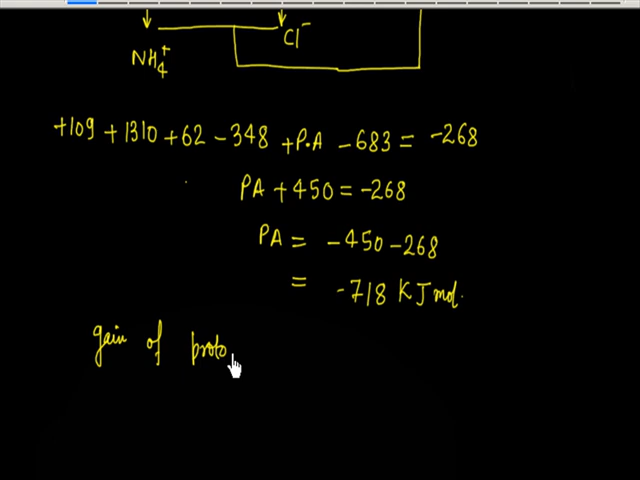 NH₄⁺
Cl⁻
+109 + 1310 + 62 - 348 + P.A - 683 = -268
PA + 450 = -268
PA = -450 - 268
= -718 KJ mol.
gain of proto